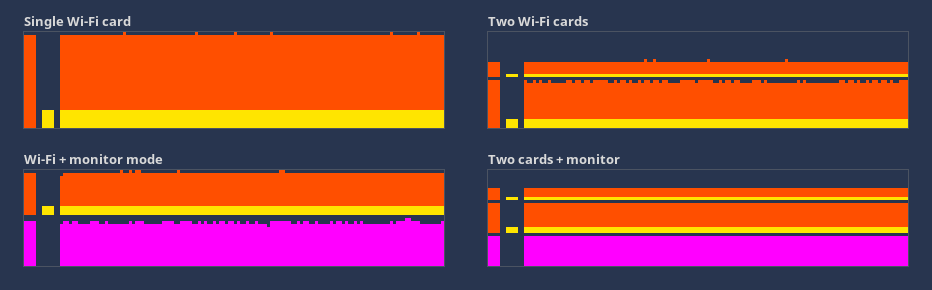 Single Wi-Fi card
Two Wi-Fi cards
Wi-Fi + monitor mode
Two cards + monitor